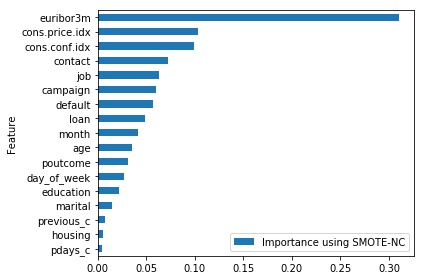 euribor3m
cons.price.idx
cons.conf.idx
contact
job
campaign
default
loan
month
age
poutcome
day_of_week
education
marital
previous_c
housing
pdays_c
Feature
Importance using SMOTE-NC
0.00 0.05 0.10 0.15 0.20 0.25 0.30